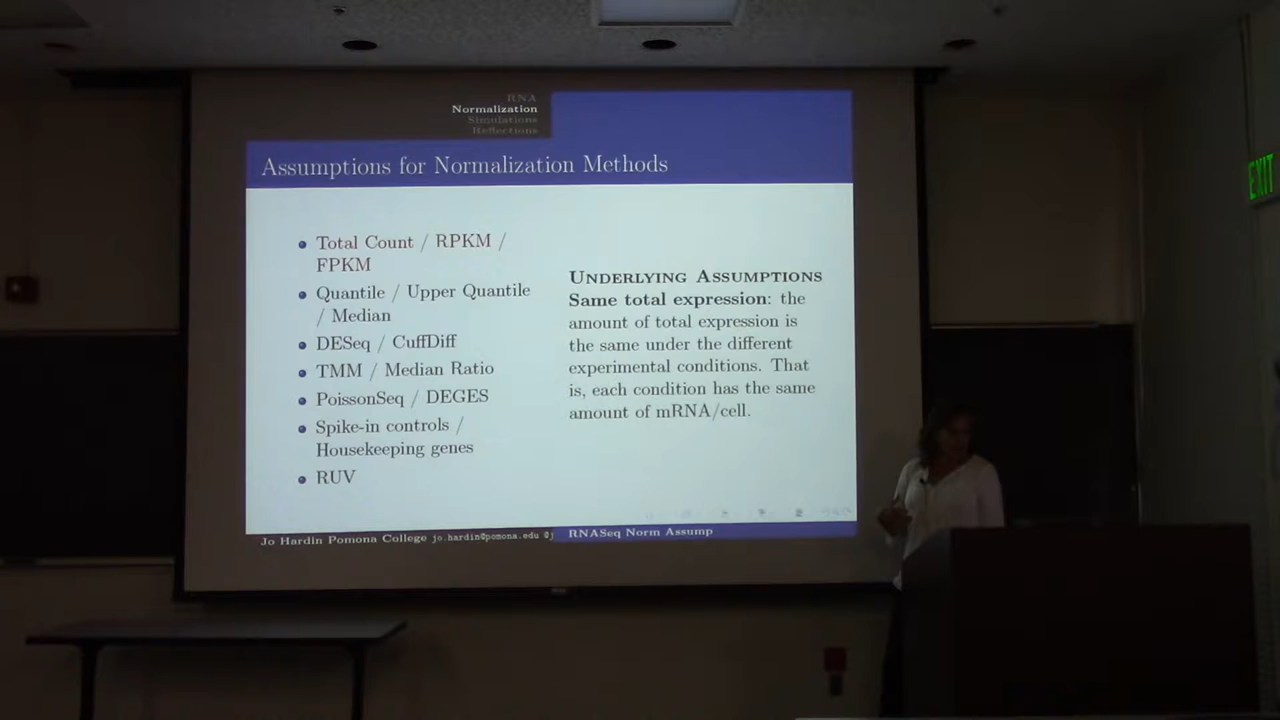 RNA
Normalization
Simulations
Reflections
Assumptions for Normalization Methods
Total Count / RPKM /
FPKM
Quantile / Upper Quantile
/ Median
DESeq / CuffDiff
TMM / Median Ratio
PoissonSeq / DEGES
Spike-in controls /
Housekeeping genes
RUV
UNDERLYING ASSUMPTIONS
Same total expression: the
amount of total expression is
the same under the different
experimental conditions. That
is, each condition has the same
amount of mRNA/cell.
Jo Hardin Pomona College jo.hardin@pomona.edu @j
RNASeq Norm Assump
EXIT